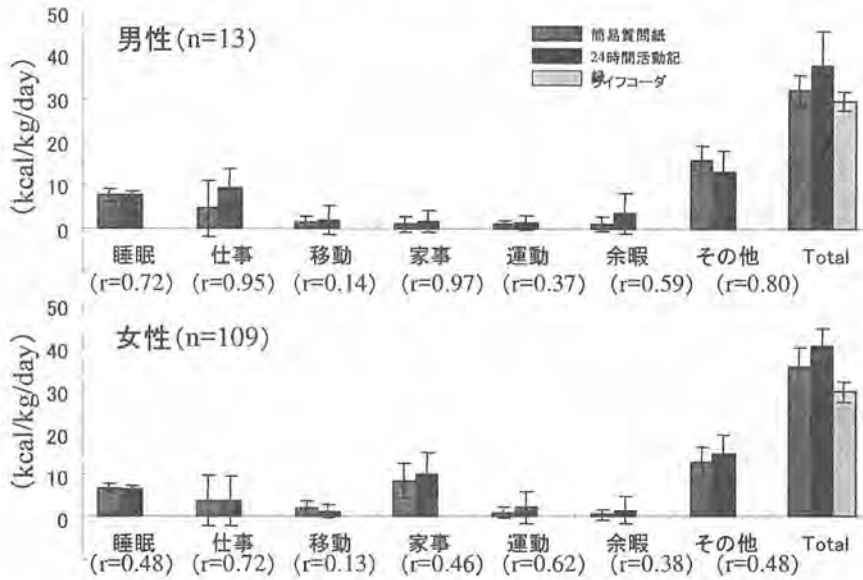 50
40
30
20
10
0
(kcal/kg/day)
男性(n=13)
簡易質問紙
24時間活動記
録
ライフコーダ
睡眠 仕事 移動 家事 運動 余暇 その他 Total
(r=0.72) (r=0.95) (r=0.14) (r=0.97) (r=0.37) (r=0.59) (r=0.80)
50
40
30
20
10
0
(kcal/kg/day)
女性(n=109)
睡眠 仕事 移動 家事 運動 余暇 その他 Total
(r=0.48) (r=0.72) (r=0.13) (r=0.46) (r=0.62) (r=0.38) (r=0.48)